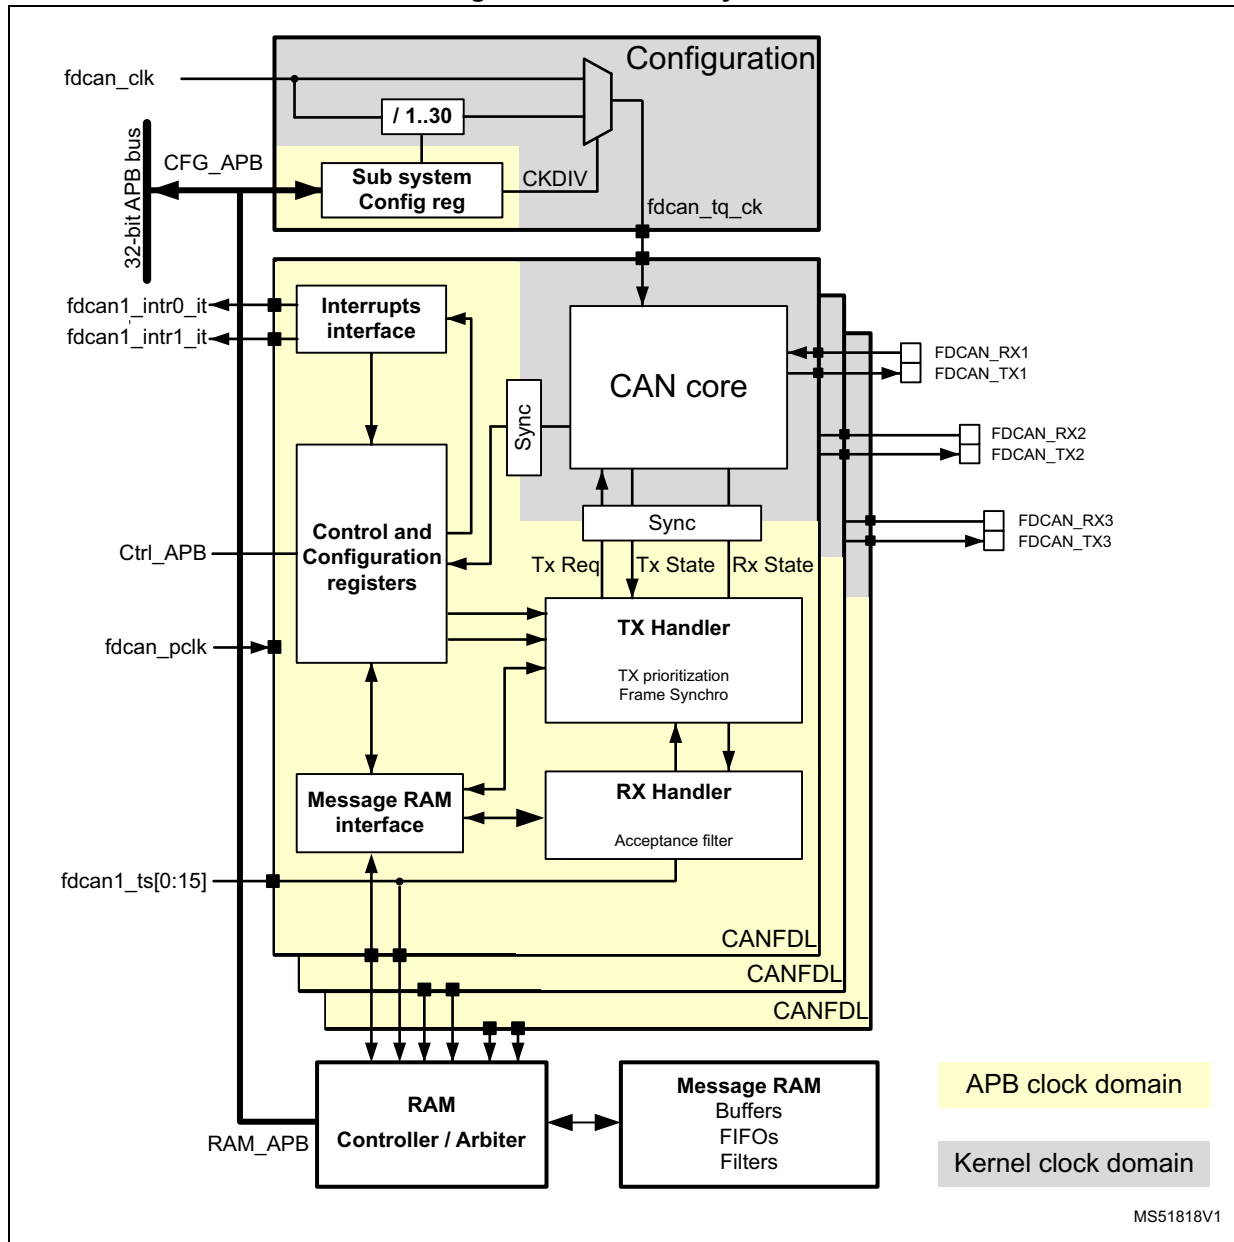 Configuration
fdcan_clk
/ 1..30
32-bit APB bus
CFG_APB
Sub system
Config reg
CKDIV
fdcan_tq_ck
fdcan1_intr0_it
fdcan1_intr1_it
Interrupts
interface
CAN core
FDCAN_RX1
FDCAN_TX1
FDCAN_RX2
FDCAN_TX2
FDCAN_RX3
FDCAN_TX3
Sync
Sync
Control and
Configuration
registers
Ctrl_APB
Tx Req
Tx State
Rx State
fdcan_pclk
TX Handler
TX prioritization
Frame Synchro
Message RAM
interface
RX Handler
Acceptance filter
fdcan1_ts[0:15]
CANFDL
CANFDL
CANFDL
RAM
Controller / Arbiter
RAM_APB
Message RAM
Buffers
FIFOs
Filters
APB clock domain
Kernel clock domain
MS51818V1